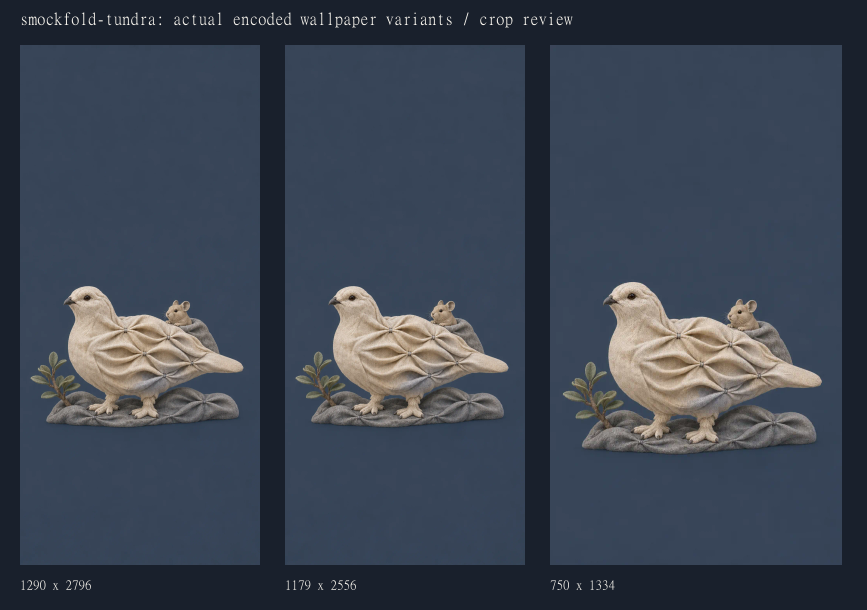 smockfold-tundra: actual encoded wallpaper variants / crop review
1290 x 2796
1179 x 2556
750 x 1334